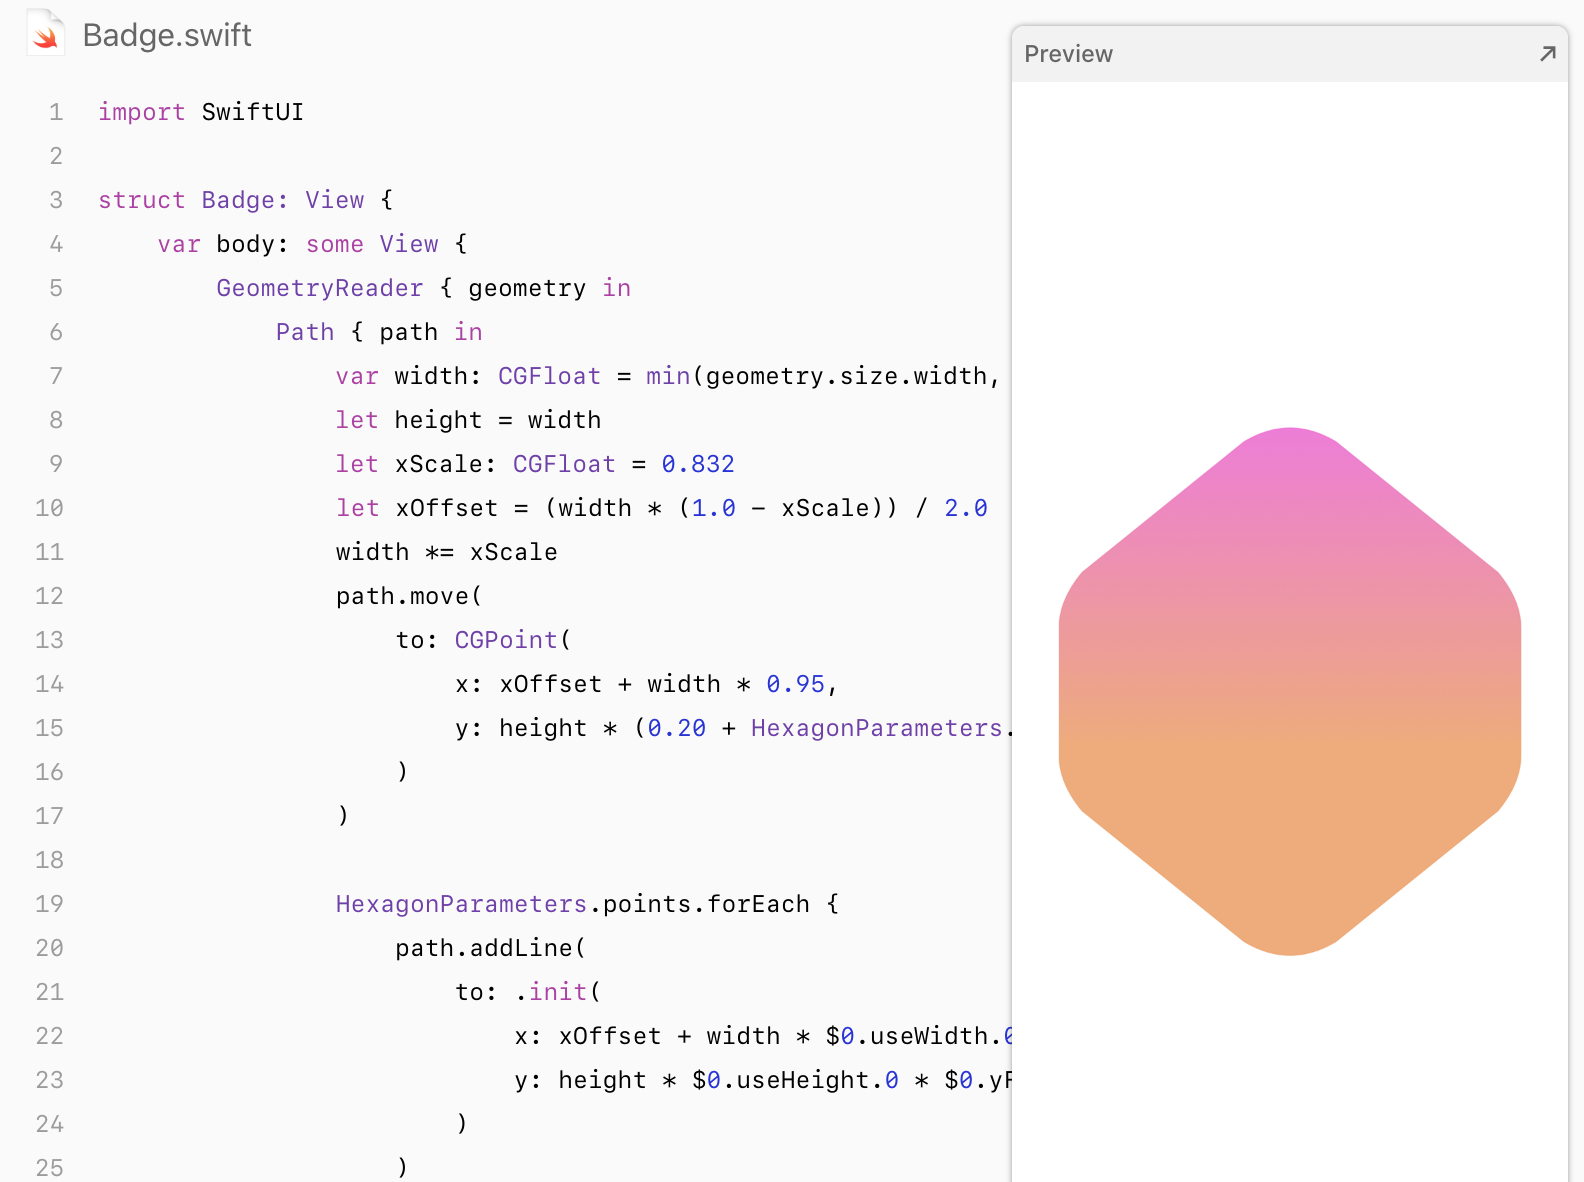 Badge.swift
Preview
1 import SwiftUI
2
3 struct Badge: View {
4 var body: some View {
5 GeometryReader { geometry in
6 Path { path in
7 var width: CGFloat = min(geometry.size.width,
8 let height = width
9 let xScale: CGFloat = 0.832
10 let xOffset = (width * (1.0 - xScale)) / 2.0
11 width *= xScale
12 path.move(
13 to: CGPoint(
14 x: xOffset + width * 0.95,
15 y: height * (0.20 + HexagonParameters.
16 )
17 )
18
19 HexagonParameters.points.forEach {
20 path.addLine(
21 to: .init(
22 x: xOffset + width * $0.useWidth.0
23 y: height * $0.useHeight.0 * $0.y
24 )
25 )